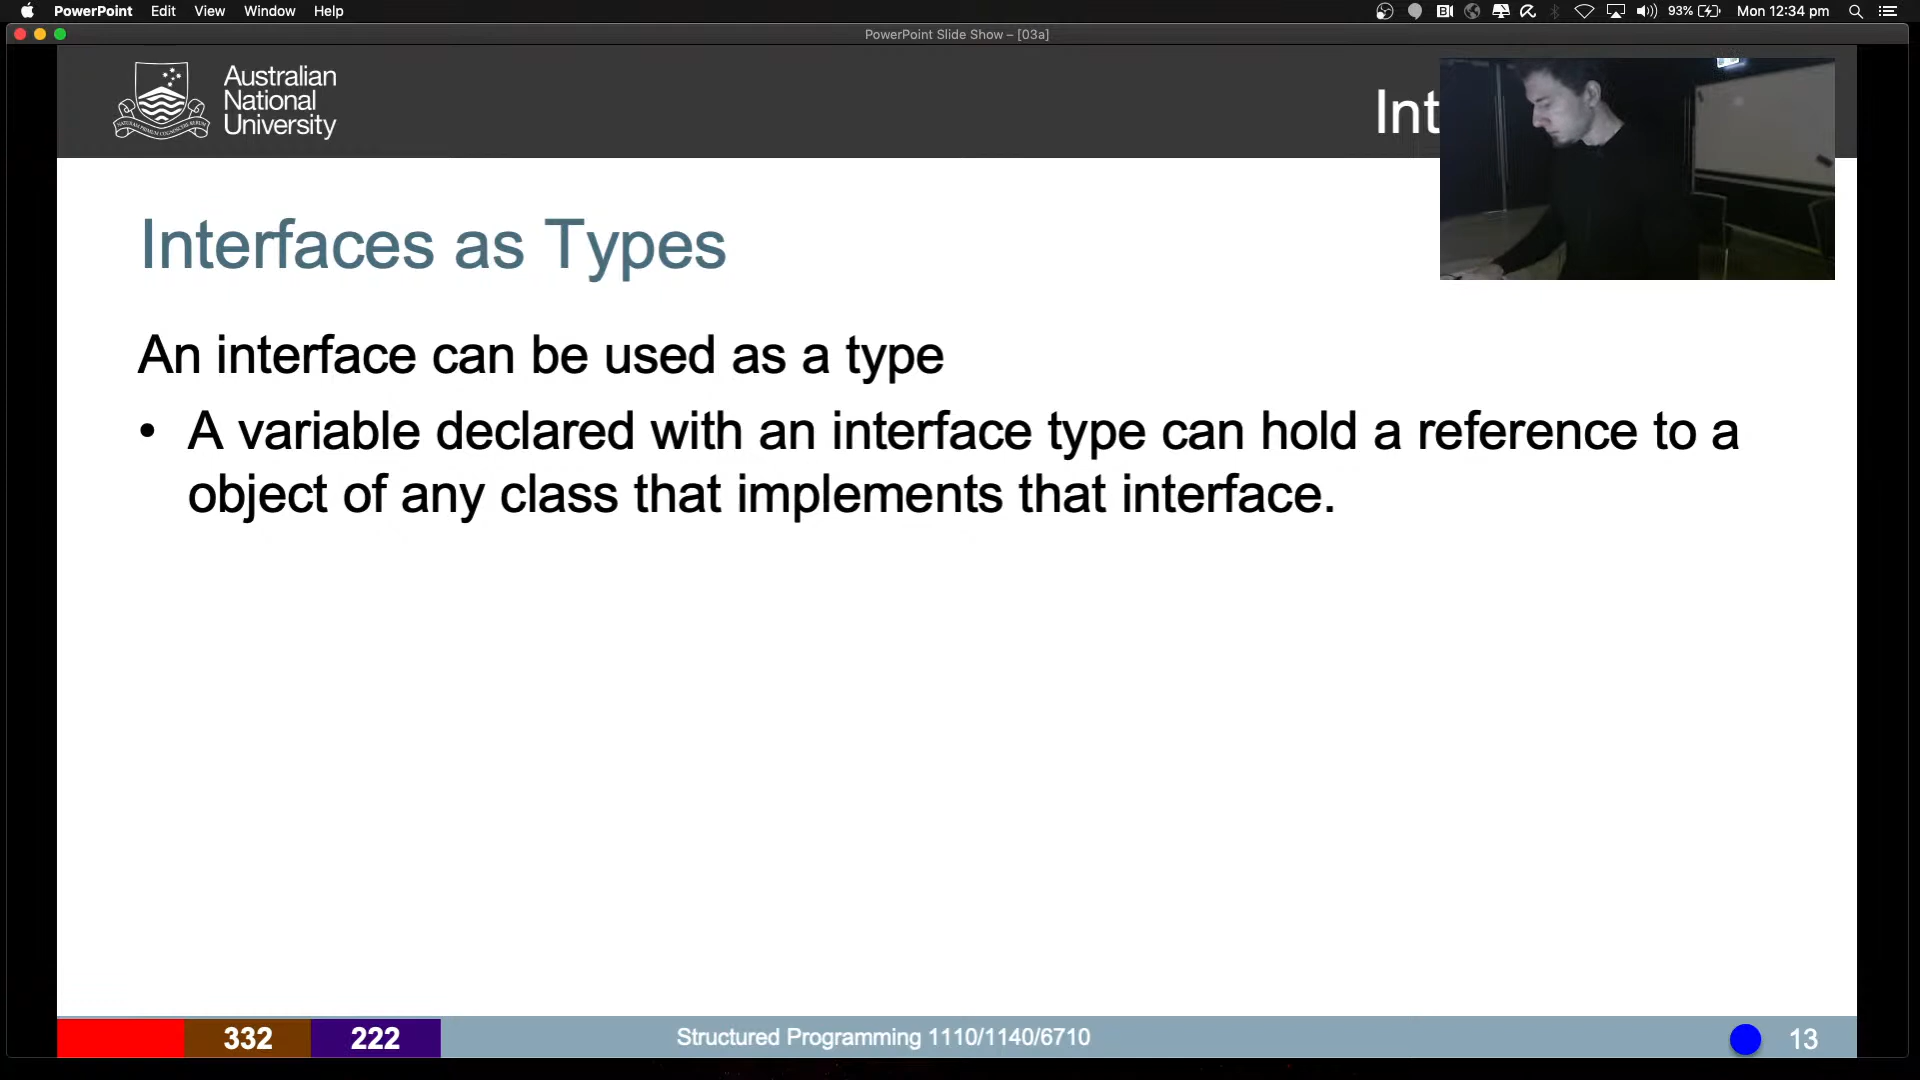 PowerPoint Edit View Window Help 93% Mon 12:34 pm
PowerPoint Slide Show – [03a]
Australian
National
University
Int
Interfaces as Types
An interface can be used as a type
• A variable declared with an interface type can hold a reference to a
object of any class that implements that interface.
332 222 Structured Programming 1110/1140/6710 13